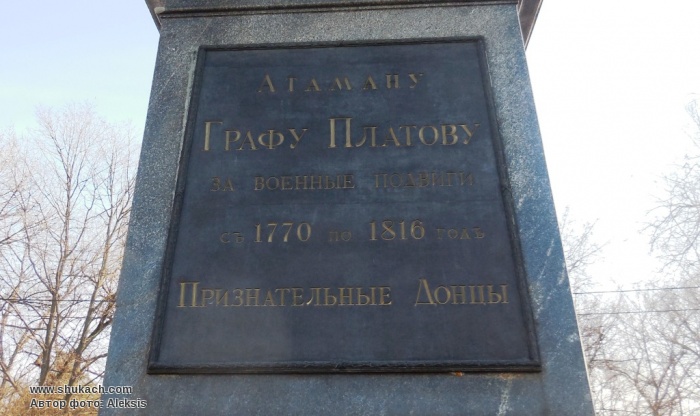 Атаману
Графу Платову
за военные подвиги
съ 1770 по 1816 годъ
Признательные Донцы
www.shukach.com
Автор фото: Aleksis